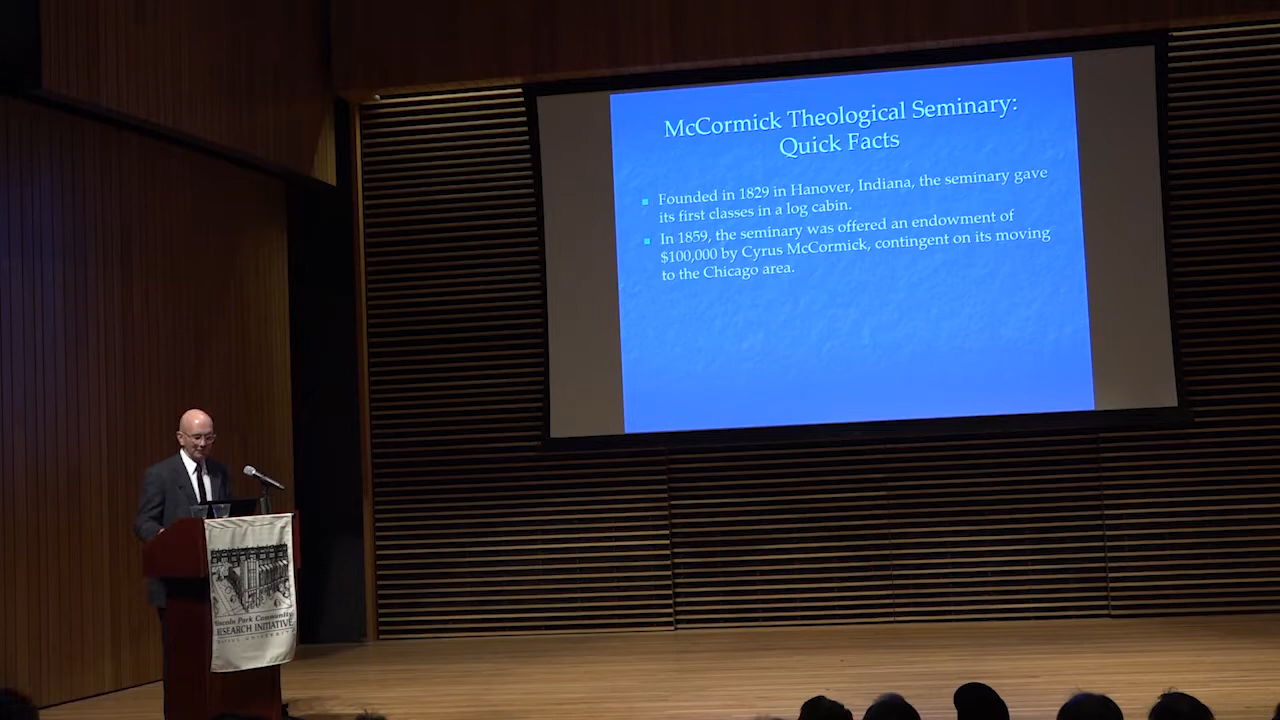 McCormick Theological Seminary:
Quick Facts
Founded in 1829 in Hanover, Indiana, the seminary gave
its first classes in a log cabin.
In 1859, the seminary was offered an endowment of
$100,000 by Cyrus McCormick, contingent on its moving
to the Chicago area.
Lincoln Park Community
RESEARCH INITIATIVE